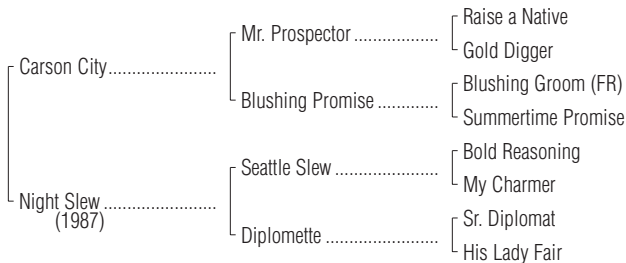 Raise a Native
Mr. Prospector ..................
Gold Digger
Carson City.......................
Blushing Groom (FR)
Blushing Promise .............
Summertime Promise
Bold Reasoning
Seattle Slew ......................
My Charmer
Night Slew ........................
(1987)
Sr. Diplomat
Diplomette ........................
His Lady Fair